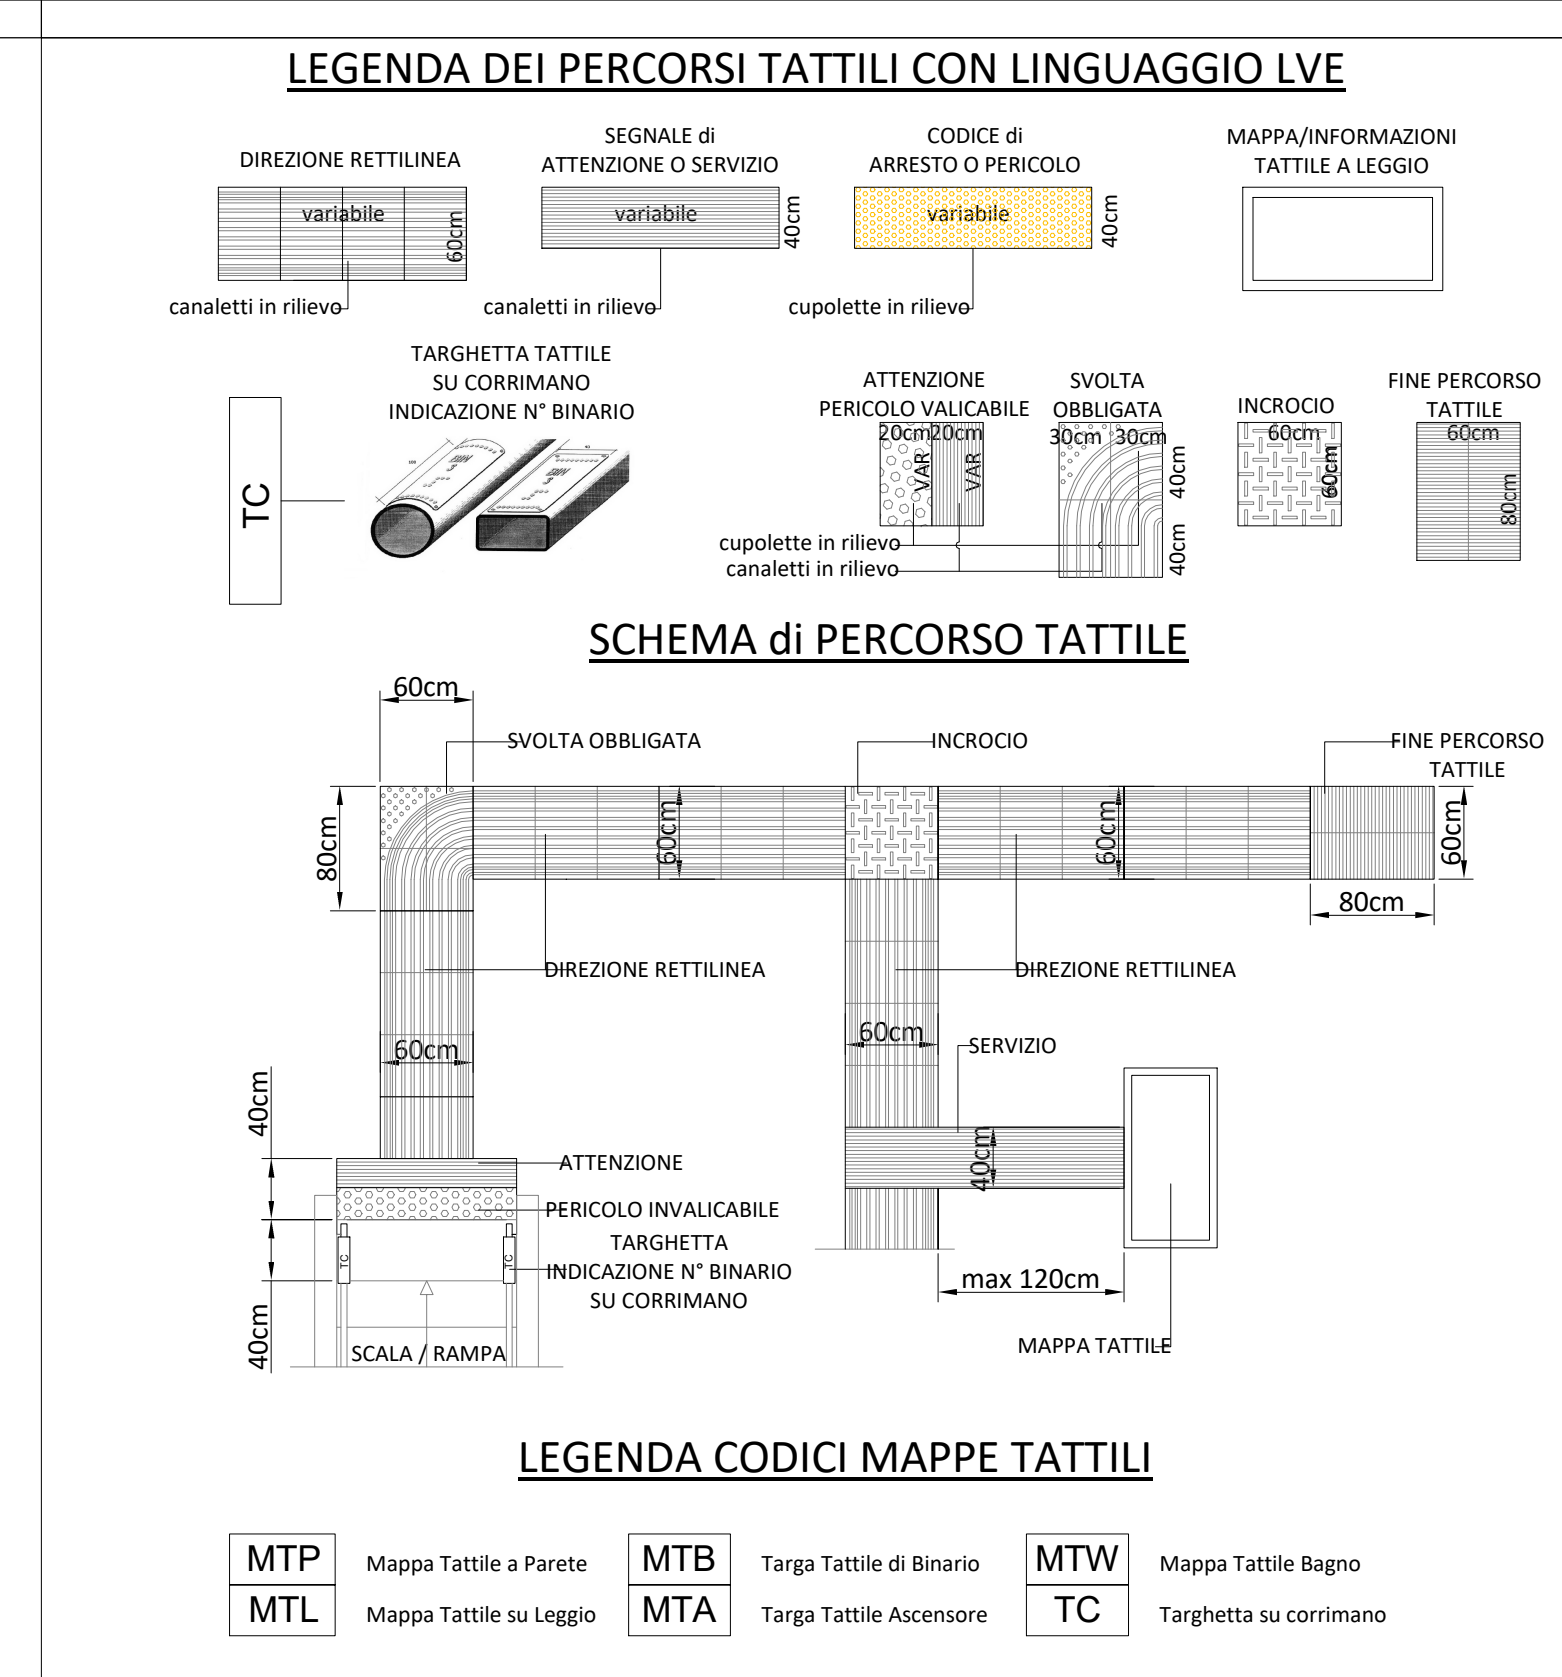 LEGENDA DEI PERCORSI TATTILI CON LINGUAGGIO LVE
DIREZIONE RETTILINEA
variabile
60cm
canaletti in rilievo
SEGNALE di
ATTENZIONE O SERVIZIO
variabile
40cm
canaletti in rilievo
CODICE di
ARRESTO O PERICOLO
variabile
40cm
cupolette in rilievo
MAPPA/INFORMAZIONI
TATTILE A LEGGIO
TC
TARGHETTA TATTILE
SU CORRIMANO
INDICAZIONE N° BINARIO
BIN
3
BIN
3
ATTENZIONE
PERICOLO VALICABILE
20cm 20cm
VAR VAR
SVOLTA
OBBLIGATA
30cm 30cm
40cm
40cm
cupolette in rilievo
canaletti in rilievo
INCROCIO
60cm
60cm
FINE PERCORSO
TATTILE
60cm
80cm
SCHEMA di PERCORSO TATTILE
60cm
SVOLTA OBBLIGATA
INCROCIO
FINE PERCORSO
TATTILE
80cm
60cm
60cm
60cm
80cm
DIREZIONE RETTILINEA
DIREZIONE RETTILINEA
60cm
60cm
SERVIZIO
40cm
40cm
ATTENZIONE
PERICOLO INVALICABILE
TARGHETTA
INDICAZIONE N° BINARIO
SU CORRIMANO
TC
TC
40cm
max 120cm
SCALA / RAMPA
MAPPA TATTILE
LEGENDA CODICI MAPPE TATTILI
MTP Mappa Tattile a Parete
MTB Targa Tattile di Binario
MTW Mappa Tattile Bagno
MTL Mappa Tattile su Leggio
MTA Targa Tattile Ascensore
TC Targhetta su corrimano